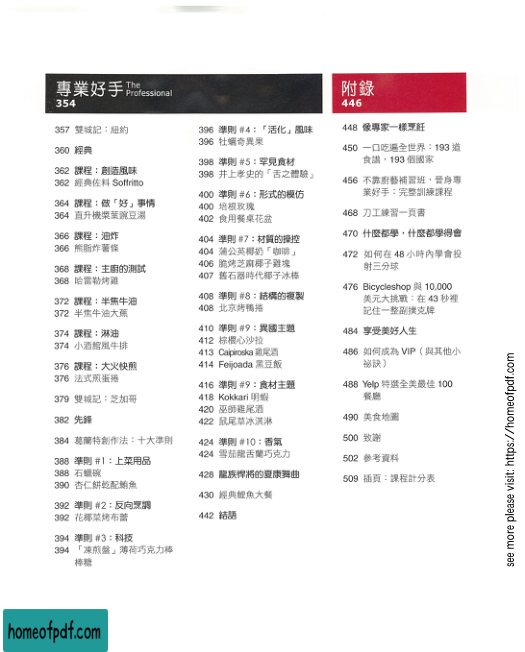 專業好手 The Professional
354
357 雙城記：紐約
360 經典
362 課程：創造風味
362 經典佐料 Soffritto
364 課程：做「好」事情
364 直升機葉莢豌豆湯
366 課程：油炸
366 熊脂炸薯條
368 課程：主廚的測試
368 哈雷勒烤雞
372 課程：半焦牛油
372 半焦牛油大蕉
374 課程：淋油
374 小酒館風牛排
376 課程：大火快煎
376 法式煎蛋捲
379 雙城記：芝加哥
382 先鋒
384 葛蘭特創作法：十大準則
388 準則 #1：上菜用品
388 石蠟碗
390 杏仁餅乾配鮪魚
392 準則 #2：反向烹調
392 花椰菜烤布蕾
394 準則 #3：科技
394 「凍煎盤」薄荷巧克力棒
棒糖
396 準則 #4：「活化」風味
396 牡蠣奇異果
398 準則 #5：罕見食材
398 井上孝史的「舌之體驗」
400 準則 #6：形式的模仿
400 培根玫瑰
402 食用餐桌花盆
404 準則 #7：材質的操控
404 蒲公英椰奶「咖啡」
406 脆烤芝麻椰子雞塊
407 舊石器時代椰子冰棒
408 準則 #8：結構的複製
408 北京烤鴨捲
410 準則 #9：異國主題
412 棕櫚心沙拉
413 Caipiroska 雞尾酒
414 Feijoada 黑豆飯
416 準則 #9：食材主題
418 Kokkari 明蝦
420 巫師雞尾酒
422 鼠尾草冰淇淋
424 準則 #10：香氣
424 雪茄龍舌蘭巧克力
428 龍族悍將的夏康舞曲
430 經典鯉魚大餐
442 結語
附錄
446
448 像專家一樣烹飪
450 一口吃遍全世界：193 道
食譜，193 個國家
456 不靠廚藝補習班，晉身專
業好手：完整訓練課程
468 刀工練習一頁書
470 什麼都學，什麼都學得會
472 如何在 48 小時內學會投
射三分球
476 Bicycleshop 與 10,000
美元大挑戰：在 43 秒裡
記住一整副撲克牌
484 享受美好人生
486 如何成為 VIP（與其他小
祕訣）
488 Yelp 特選全美最佳 100
餐廳
490 美食地圖
500 致謝
502 參考資料
509 插頁：課程計分表
see more please visit: https://homeofpdf.com
homeofpdf.com